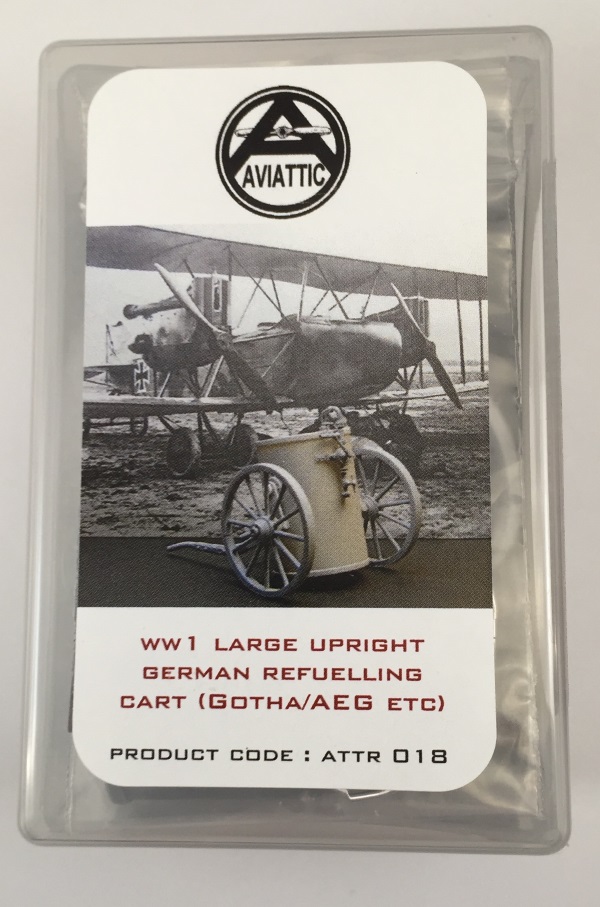 AVIATTIC
WW1 LARGE UPRIGHT
GERMAN REFUELLING
CART (GOTHA/AEG ETC)
PRODUCT CODE : ATTR 018